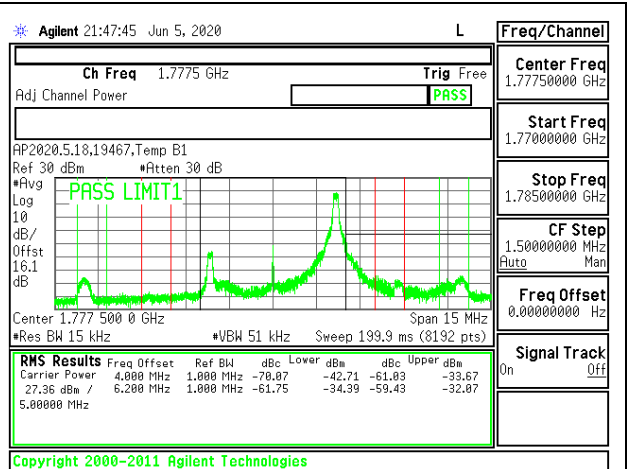 Agilent 21:47:45 Jun 5, 2020 L
Freq/Channel
Ch Freq 1.7775 GHz Trig Free
Adj Channel Power PASS
AP2020.5.18,19467,Temp B1
Ref 30 dBm #Atten 30 dB
#Avg
Log
10
dB/
Offst
16.1
dB
PASS LIMIT1
Center 1.777 500 0 GHz Span 15 MHz
#Res BW 15 kHz #VBW 51 kHz Sweep 199.9 ms (8192 pts)
RMS Results Freq Offset Ref BW dBc Lower dBm dBc Upper dBm
Carrier Power 4.000 MHz 1.000 MHz -70.07 -42.71 -61.03 -33.67
27.36 dBm / 6.200 MHz 1.000 MHz -61.75 -34.39 -59.43 -32.07
5.00000 MHz
Center Freq
1.77750000 GHz
Start Freq
1.77000000 GHz
Stop Freq
1.78500000 GHz
CF Step
1.50000000 MHz
Auto Man
Freq Offset
0.00000000 Hz
Signal Track
On Off
Copyright 2000-2011 Agilent Technologies